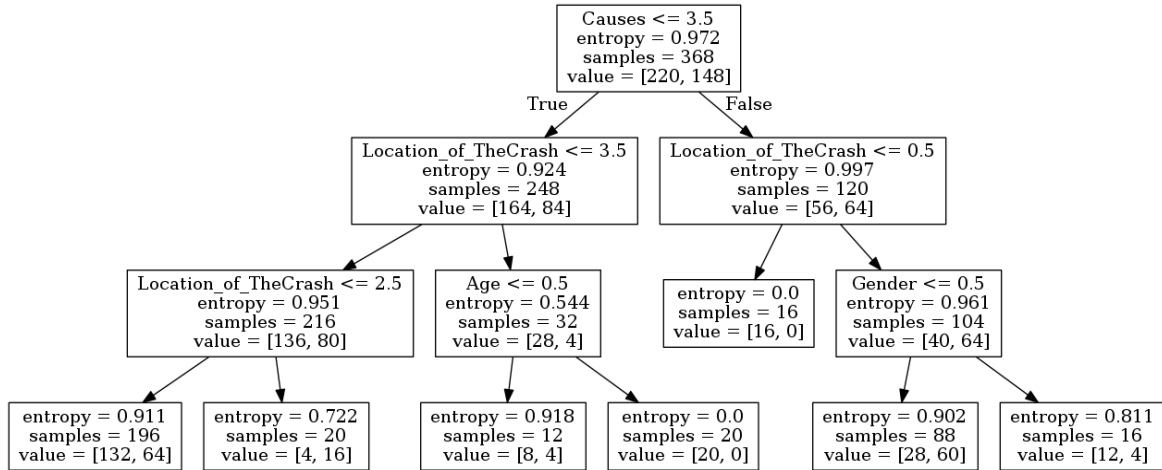 Causes <= 3.5
entropy = 0.972
samples = 368
value = [220, 148]
True
False
Location_of_TheCrash <= 3.5
entropy = 0.924
samples = 248
value = [164, 84]
Location_of_TheCrash <= 0.5
entropy = 0.997
samples = 120
value = [56, 64]
Location_of_TheCrash <= 2.5
entropy = 0.951
samples = 216
value = [136, 80]
Age <= 0.5
entropy = 0.544
samples = 32
value = [28, 4]
entropy = 0.0
samples = 16
value = [16, 0]
Gender <= 0.5
entropy = 0.961
samples = 104
value = [40, 64]
entropy = 0.911
samples = 196
value = [132, 64]
entropy = 0.722
samples = 20
value = [4, 16]
entropy = 0.918
samples = 12
value = [8, 4]
entropy = 0.0
samples = 20
value = [20, 0]
entropy = 0.902
samples = 88
value = [28, 60]
entropy = 0.811
samples = 16
value = [12, 4]